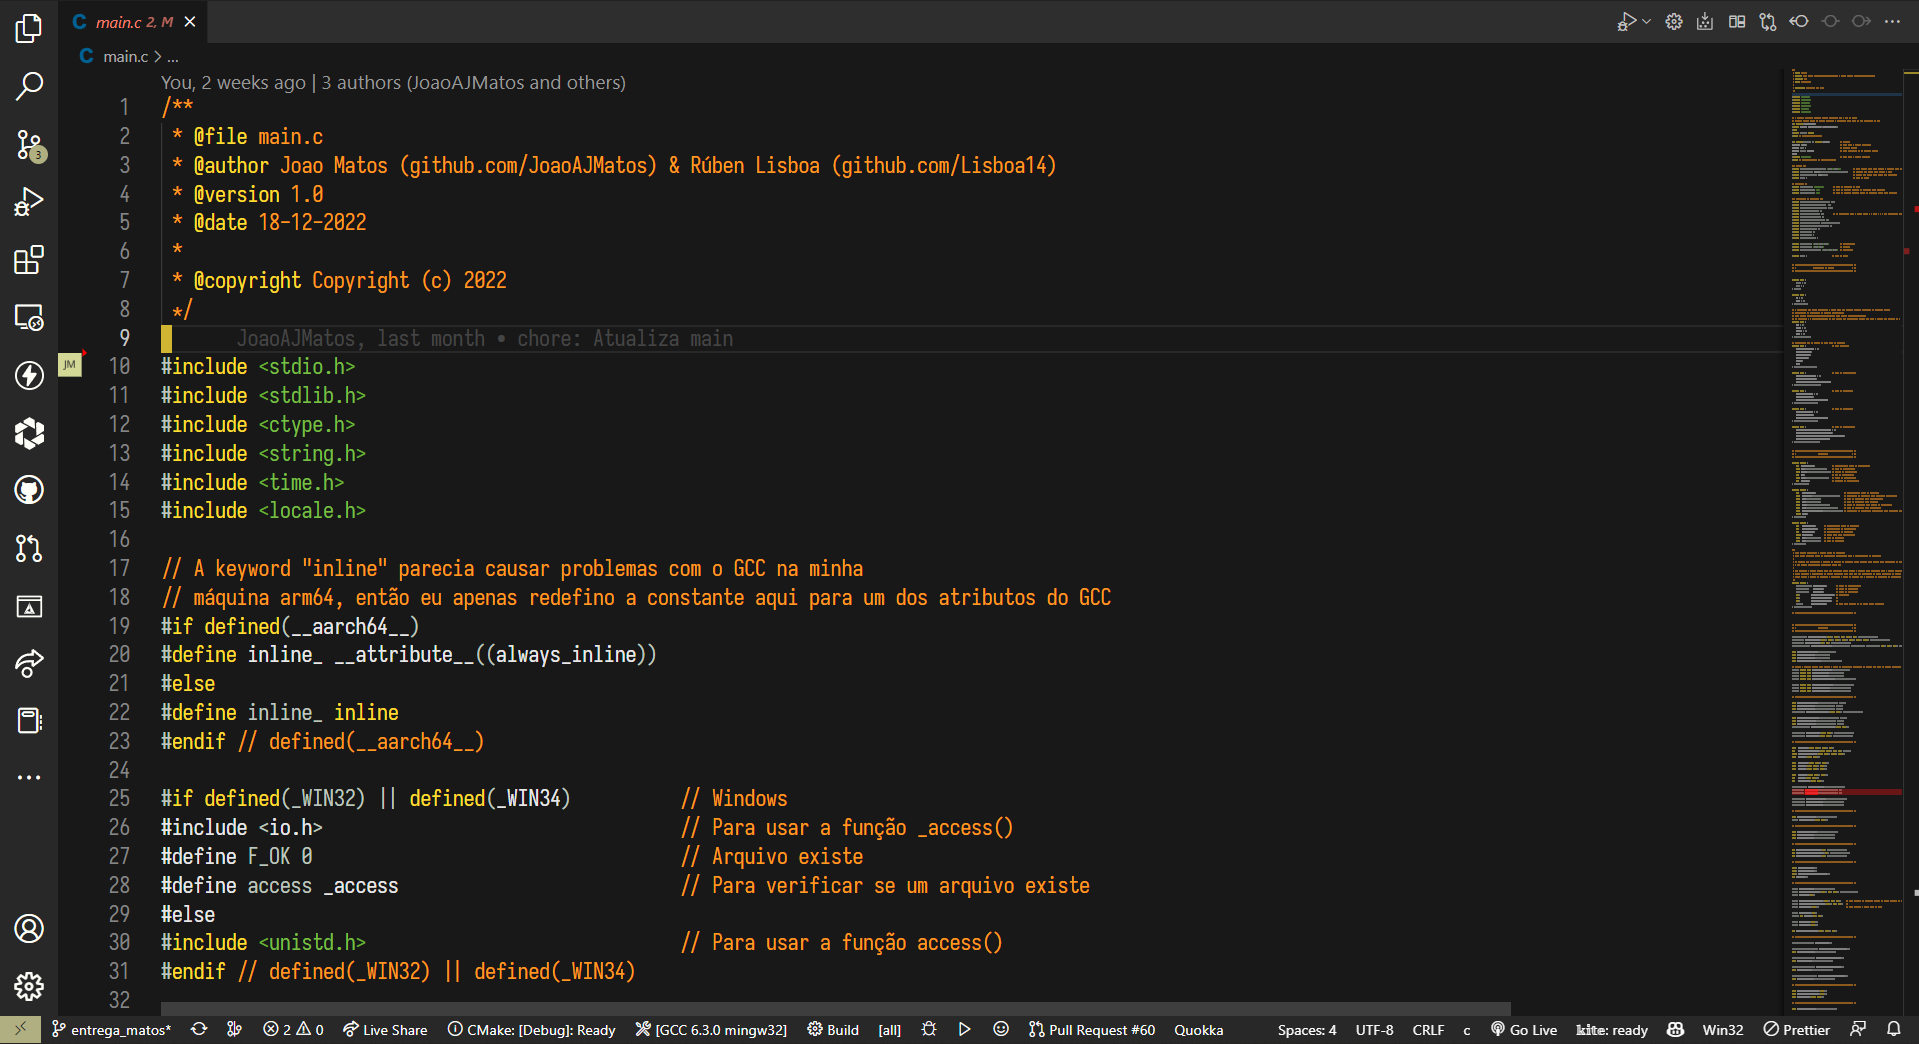 main.c 2, M
main.c > ...
You, 2 weeks ago | 3 authors (JoaoAJMatos and others)
1 /**
2 * @file main.c
3 * @author Joao Matos (github.com/JoaoAJMatos) & Rúben Lisboa (github.com/Lisboa14)
4 * @version 1.0
5 * @date 18-12-2022
6 *
7 * @copyright Copyright (c) 2022
8 */
9 JoaoAJMatos, last month • chore: Atualiza main
JM
10 #include <stdio.h>
11 #include <stdlib.h>
12 #include <ctype.h>
13 #include <string.h>
14 #include <time.h>
15 #include <locale.h>
16
17 // A keyword "inline" parecia causar problemas com o GCC na minha
18 // máquina arm64, então eu apenas redefino a constante aqui para um dos atributos do GCC
19 #if defined(__aarch64__)
20 #define inline_ __attribute__((always_inline))
21 #else
22 #define inline_ inline
23 #endif // defined(__aarch64__)
24
25 #if defined(_WIN32) || defined(_WIN34) // Windows
26 #include <io.h> // Para usar a função _access()
27 #define F_OK 0 // Arquivo existe
28 #define access _access // Para verificar se um arquivo existe
29 #else
30 #include <unistd.h> // Para usar a função access()
31 #endif // defined(_WIN32) || defined(_WIN34)
32
3
entrega_matos* 2 0 Live Share CMake: [Debug]: Ready [GCC 6.3.0 mingw32] Build [all] Pull Request #60 Quokka Spaces: 4 UTF-8 CRLF c Go Live kite: ready Win32 Prettier